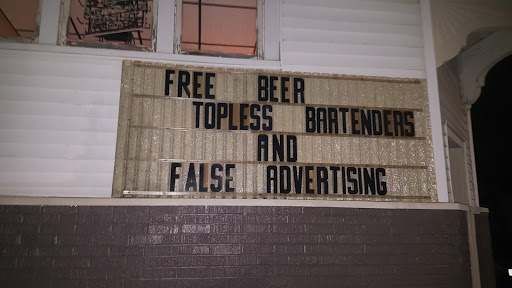 FREE BEER
TOPLESS BARTENDERS
AND
FALSE ADVERTISING